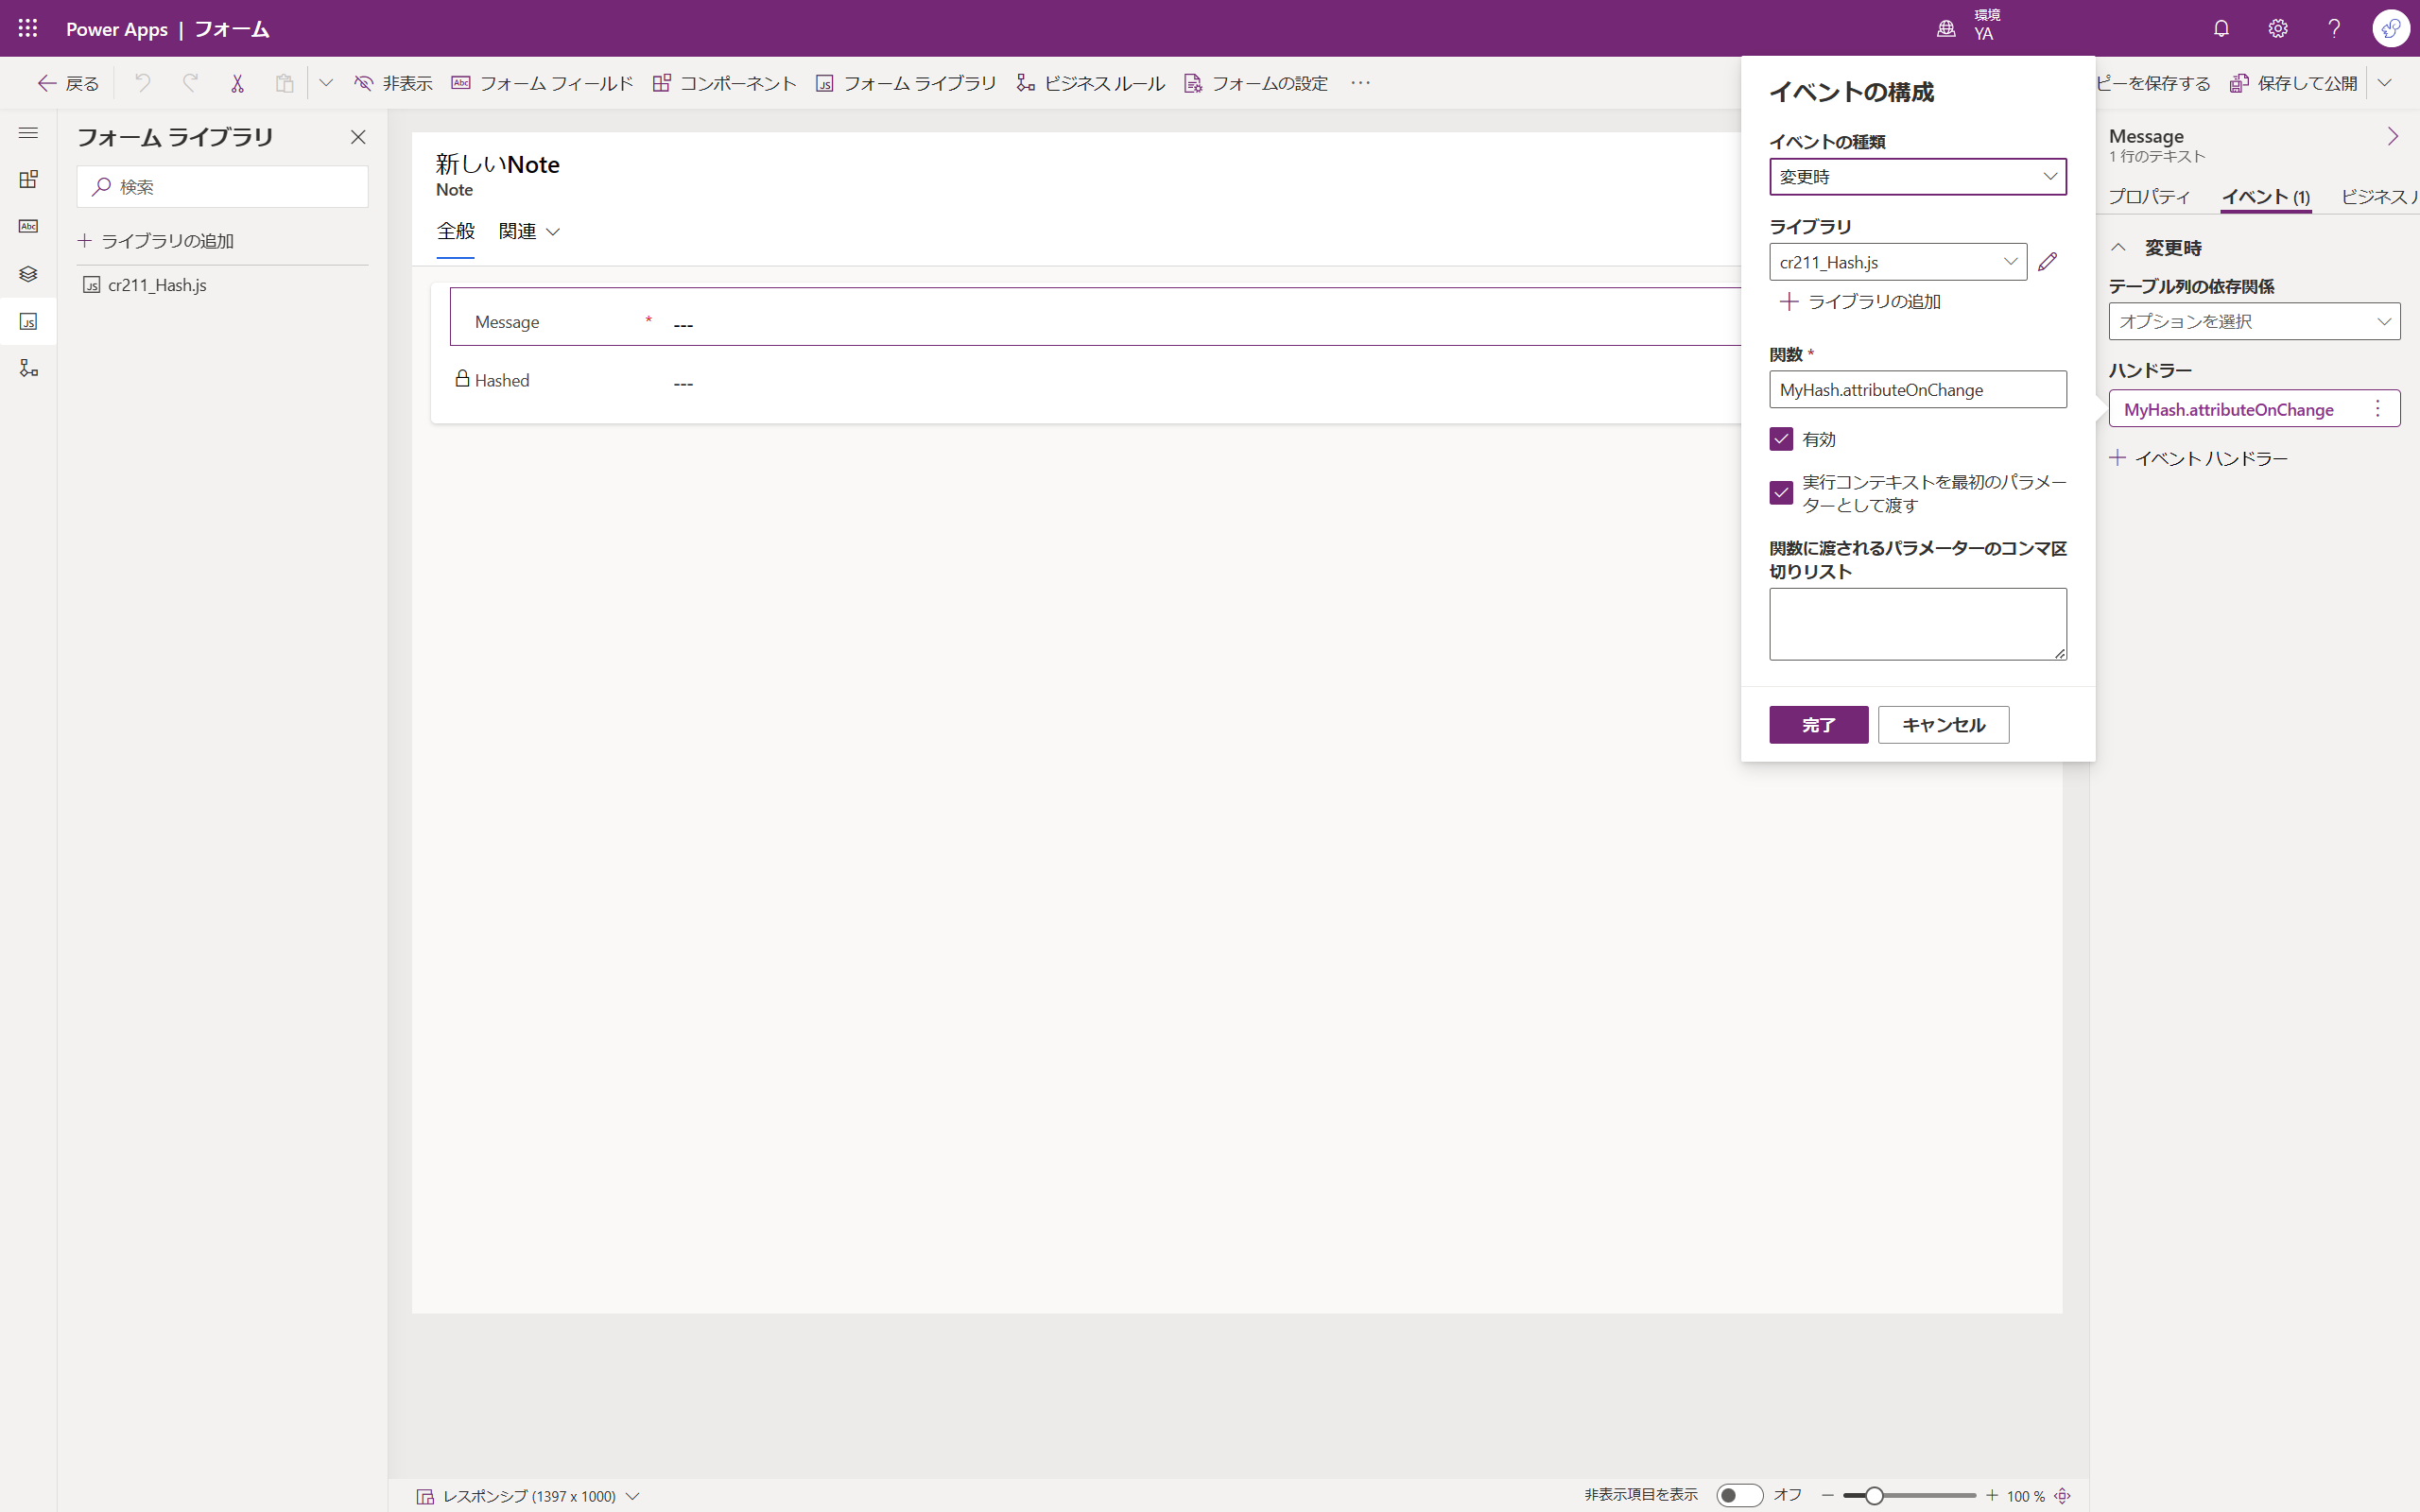 Power Apps | フォーム
環境
YA
戻る
非表示
Abc フォーム フィールド
コンポーネント
JS フォーム ライブラリ
ビジネス ルール
フォームの設定
ピーを保存する
保存して公開
フォーム ライブラリ
検索
ライブラリの追加
JS cr211_Hash.js
Abc
JS
新しいNote
Note
全般
関連
Message * ---
Hashed ---
イベントの構成
イベントの種類
変更時
ライブラリ
cr211_Hash.js
ライブラリの追加
関数 *
MyHash.attributeOnChange
有効
実行コンテキストを最初のパラメー
ターとして渡す
関数に渡されるパラメーターのコンマ区
切りリスト
完了
キャンセル
Message
1 行のテキスト
プロパティ
イベント (1)
ビジネス
変更時
テーブル列の依存関係
オプションを選択
ハンドラー
MyHash.attributeOnChange
イベント ハンドラー
レスポンシブ (1397 x 1000)
非表示項目を表示
オフ
100 %